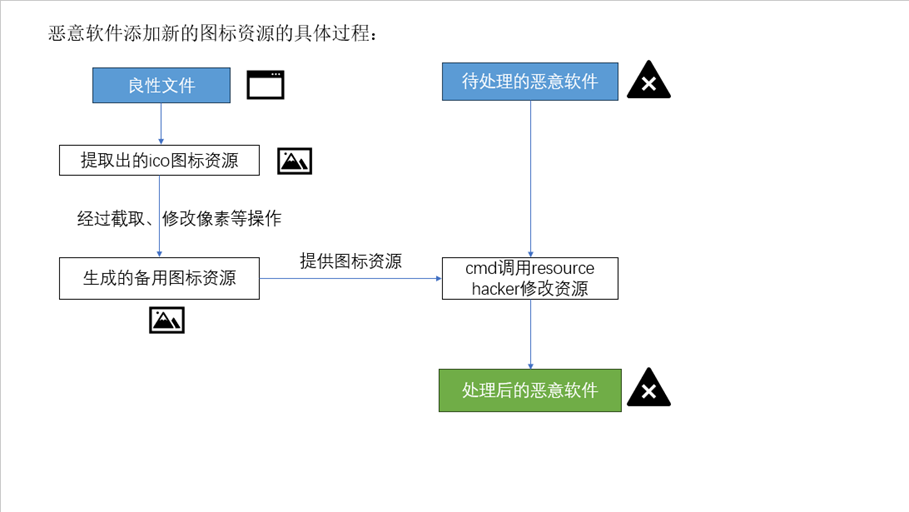 恶意软件添加新的图标资源的具体过程：
良性文件
待处理的恶意软件
提取出的ico图标资源
经过截取、修改像素等操作
提供图标资源
生成的备用图标资源
cmd调用resource
hacker修改资源
处理后的恶意软件